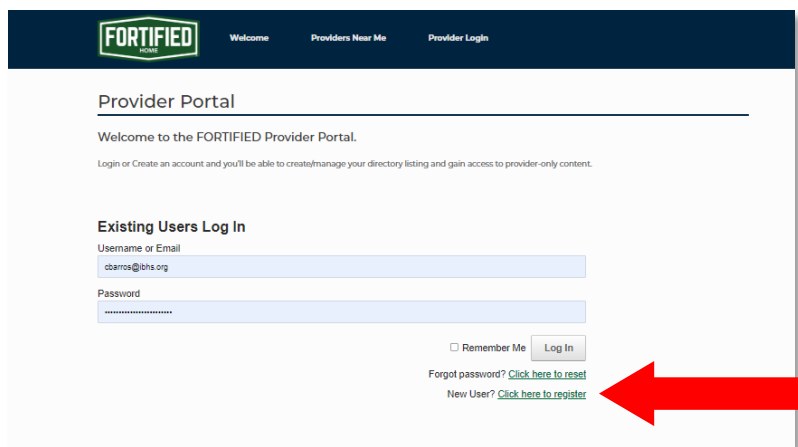 FORTIFIED
HOME
Welcome Providers Near Me Provider Login
Provider Portal
Welcome to the FORTIFIED Provider Portal.
Login or Create an account and you'll be able to create/manage your directory listing and gain access to provider-only content.
Existing Users Log In
Username or Email
cbarros@ibhs.org
Password
Remember Me Log In
Forgot password? Click here to reset
New User? Click here to register